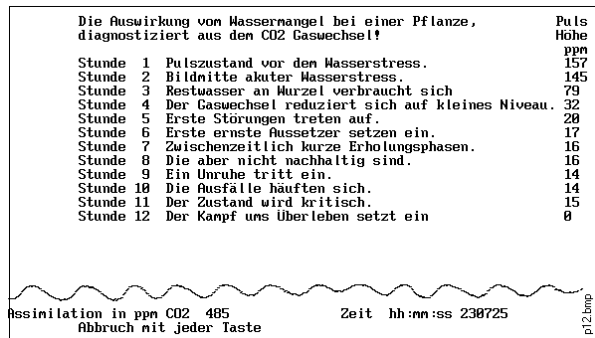 Die Auswirkung vom Wassermangel bei einer Pflanze, Puls
diagnostiziert aus dem CO2 Gaswechsel! Höhe
ppm
Stunde 1 Pulszustand vor dem Wasserstress. 157
Stunde 2 Bildmitte akuter Wasserstress. 145
Stunde 3 Restwasser an Wurzel verbraucht sich 79
Stunde 4 Der Gaswechsel reduziert sich auf kleines Niveau. 32
Stunde 5 Erste Störungen treten auf. 20
Stunde 6 Erste ernste Aussetzer setzen ein. 17
Stunde 7 Zwischenzeitlich kurze Erholungsphasen. 16
Stunde 8 Die aber nicht nachhaltig sind. 16
Stunde 9 Ein Unruhe tritt ein. 14
Stunde 10 Die Ausfälle häuften sich. 14
Stunde 11 Der Zustand wird kritisch. 15
Stunde 12 Der Kampf ums Überleben setzt ein 0
Assimilation in ppm CO2 485 Zeit hh:mm:ss 230725
Abbruch mit jeder Taste
p12.bmp